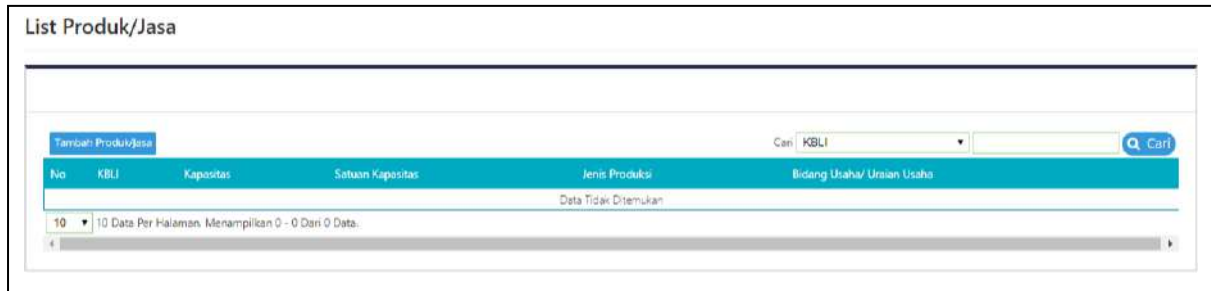 List Produk/Jasa
Tambah Produk/Jasa
Cari KBLI
Cari
No KBLI Kapasitas Satuan Kapasitas Jenis Produksi Bidang Usaha/ Uraian Usaha
Data Tidak Ditemukan
10 10 Data Per Halaman. Menampilkan 0 - 0 Dari 0 Data.